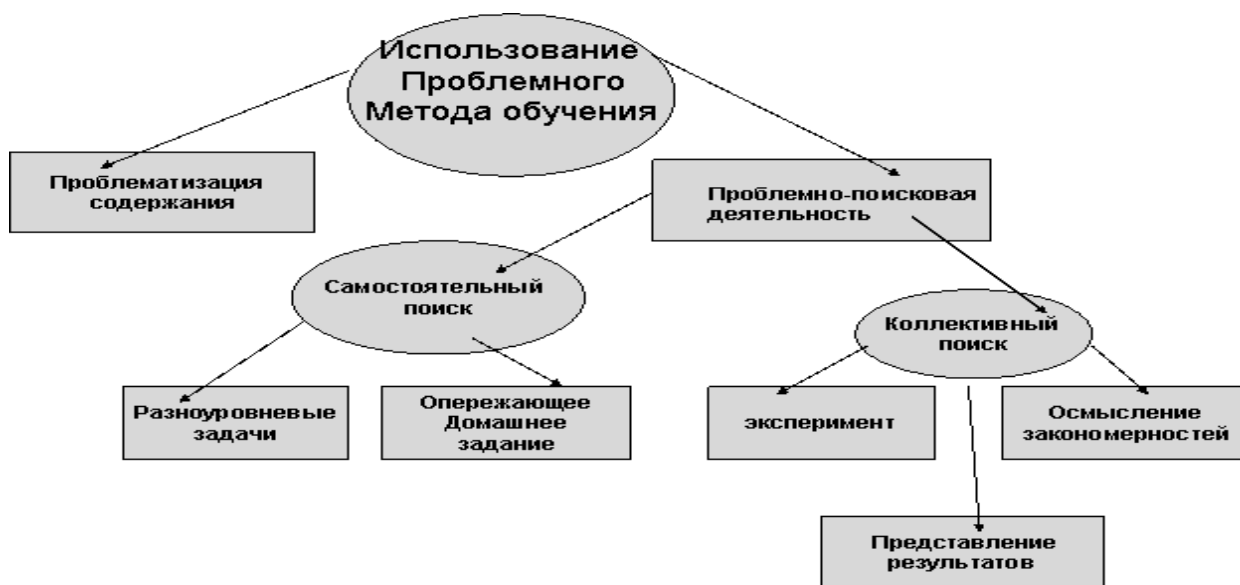 Использование
Проблемного
Метода обучения
Проблематизация
содержания
Проблемно-поисковая
деятельность
Самостоятельный
поиск
Коллективный
поиск
Разноуровневые
задачи
Опережающее
Домашнее
задание
эксперимент
Осмысление
закономерностей
Представление
результатов